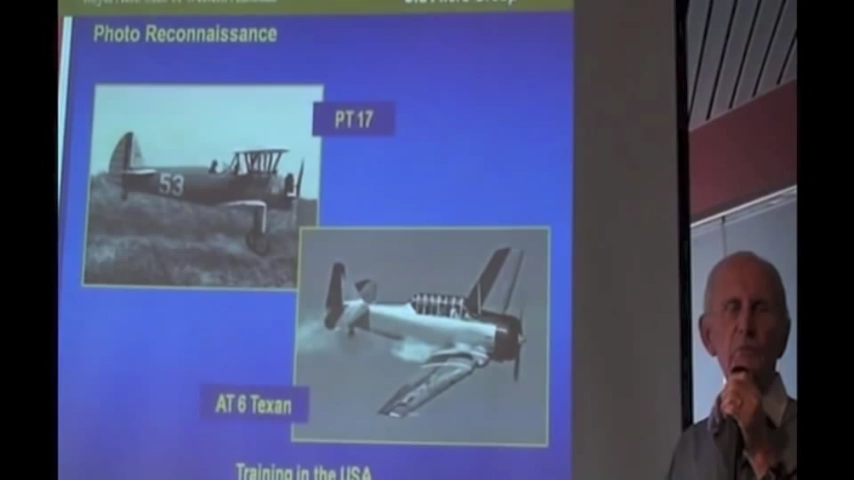 Photo Reconnaissance
PT 17
53
AT 6 Texan
Training in the USA